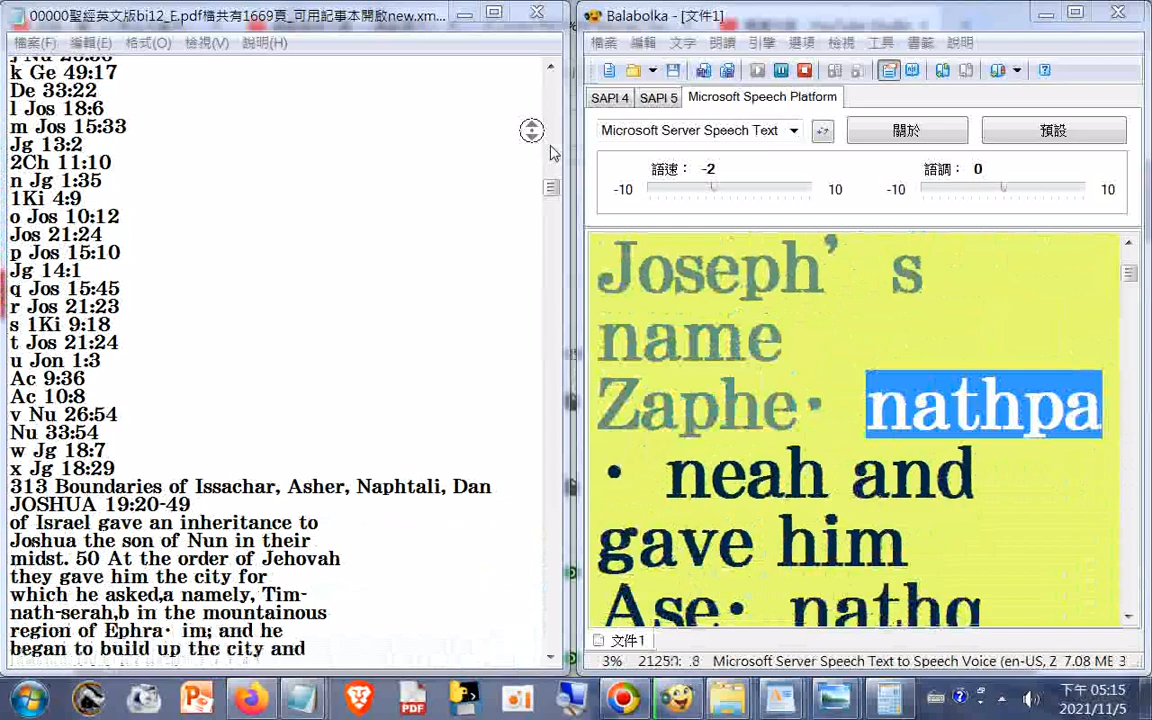 00000聖經英文版bi12_E.pdf檔共有1669頁_可用記事本開啟new.xm...
檔案(F) 編輯(E) 格式(O) 檢視(V) 說明(H)
k Ge 49:17
De 33:22
l Jos 18:6
m Jos 15:33
Jg 13:2
2Ch 11:10
n Jg 1:35
1Ki 4:9
o Jos 10:12
Jos 21:24
p Jos 15:10
Jg 14:1
q Jos 15:45
r Jos 21:23
s 1Ki 9:18
t Jos 21:24
u Jon 1:3
Ac 9:36
Ac 10:8
v Nu 26:54
Nu 33:54
w Jg 18:7
x Jg 18:29
313 Boundaries of Issachar, Asher, Naphtali, Dan
JOSHUA 19:20-49
of Israel gave an inheritance to
Joshua the son of Nun in their
midst. 50 At the order of Jehovah
they gave him the city for
which he asked,a namely, Tim-
nath-serah,b in the mountainous
region of Ephra· im; and he
began to build up the city and
Balabolka - [文件1]
檔案 編輯 文字 朗讀 引擎 選項 檢視 工具 書籤 說明
SAPI 4 SAPI 5 Microsoft Speech Platform
Microsoft Server Speech Text 關於 預設
語速： -2 語調： 0
-10 10 -10 10
Joseph’ s
name
Zaphe· nathpa
· neah and
gave him
Ase· nath
文件1
3% Microsoft Server Speech Text to Speech Voice (en-US, Z 7.08 MB
下午 05:15
2021/11/5